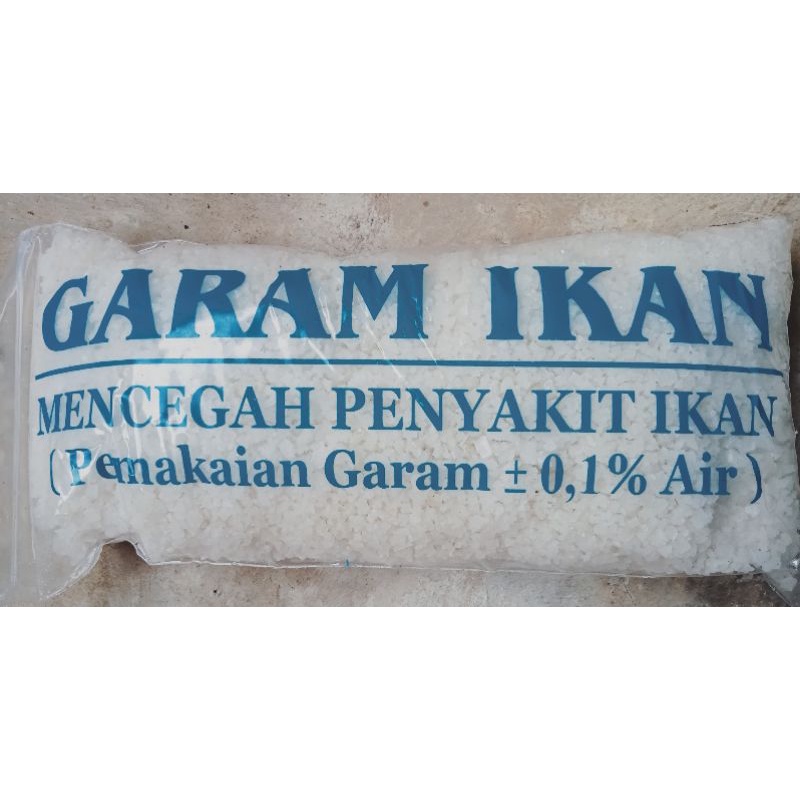 GARAM IKAN
MENCEGAH PENYAKIT IKAN
( Pemakaian Garam ± 0,1% Air )